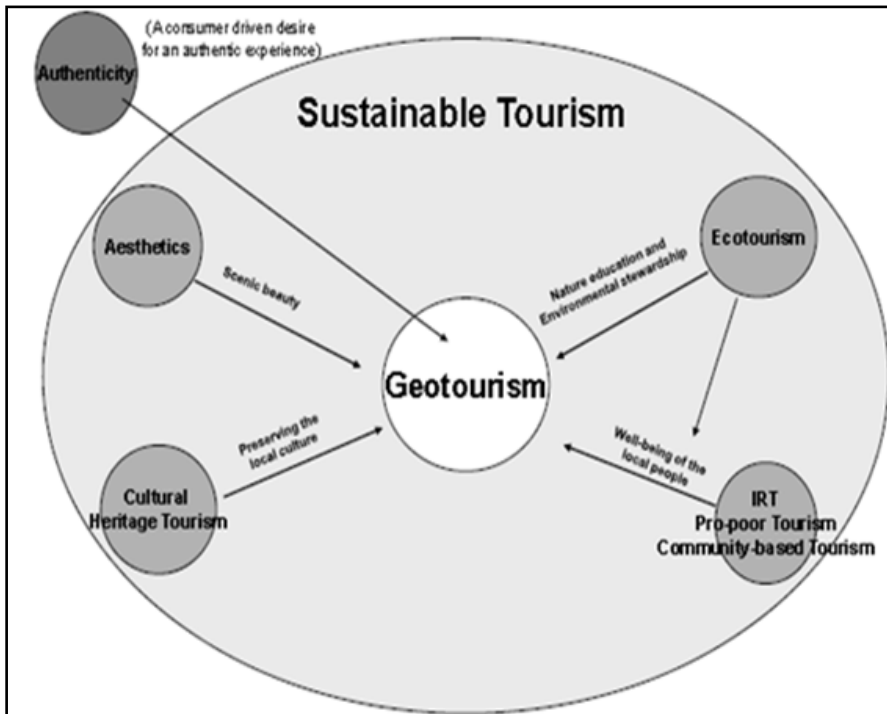 (A consumer driven desire
for an authentic experience)
Authenticity
Sustainable Tourism
Aesthetics
Scenic beauty
Ecotourism
Nature education and
Environmental stewardship
Geotourism
Preserving the
local culture
Cultural
Heritage Tourism
Well-being of the
local people
IRT
Pro-poor Tourism
Community-based Tourism